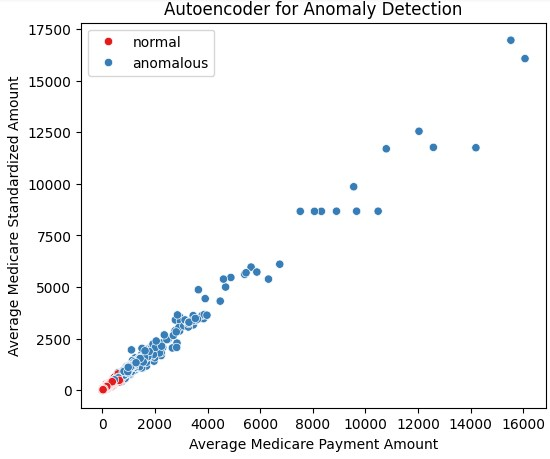 Autoencoder for Anomaly Detection
normal
anomalous
Average Medicare Standardized Amount
17500
15000
12500
10000
7500
5000
2500
0
0 2000 4000 6000 8000 10000 12000 14000 16000
Average Medicare Payment Amount